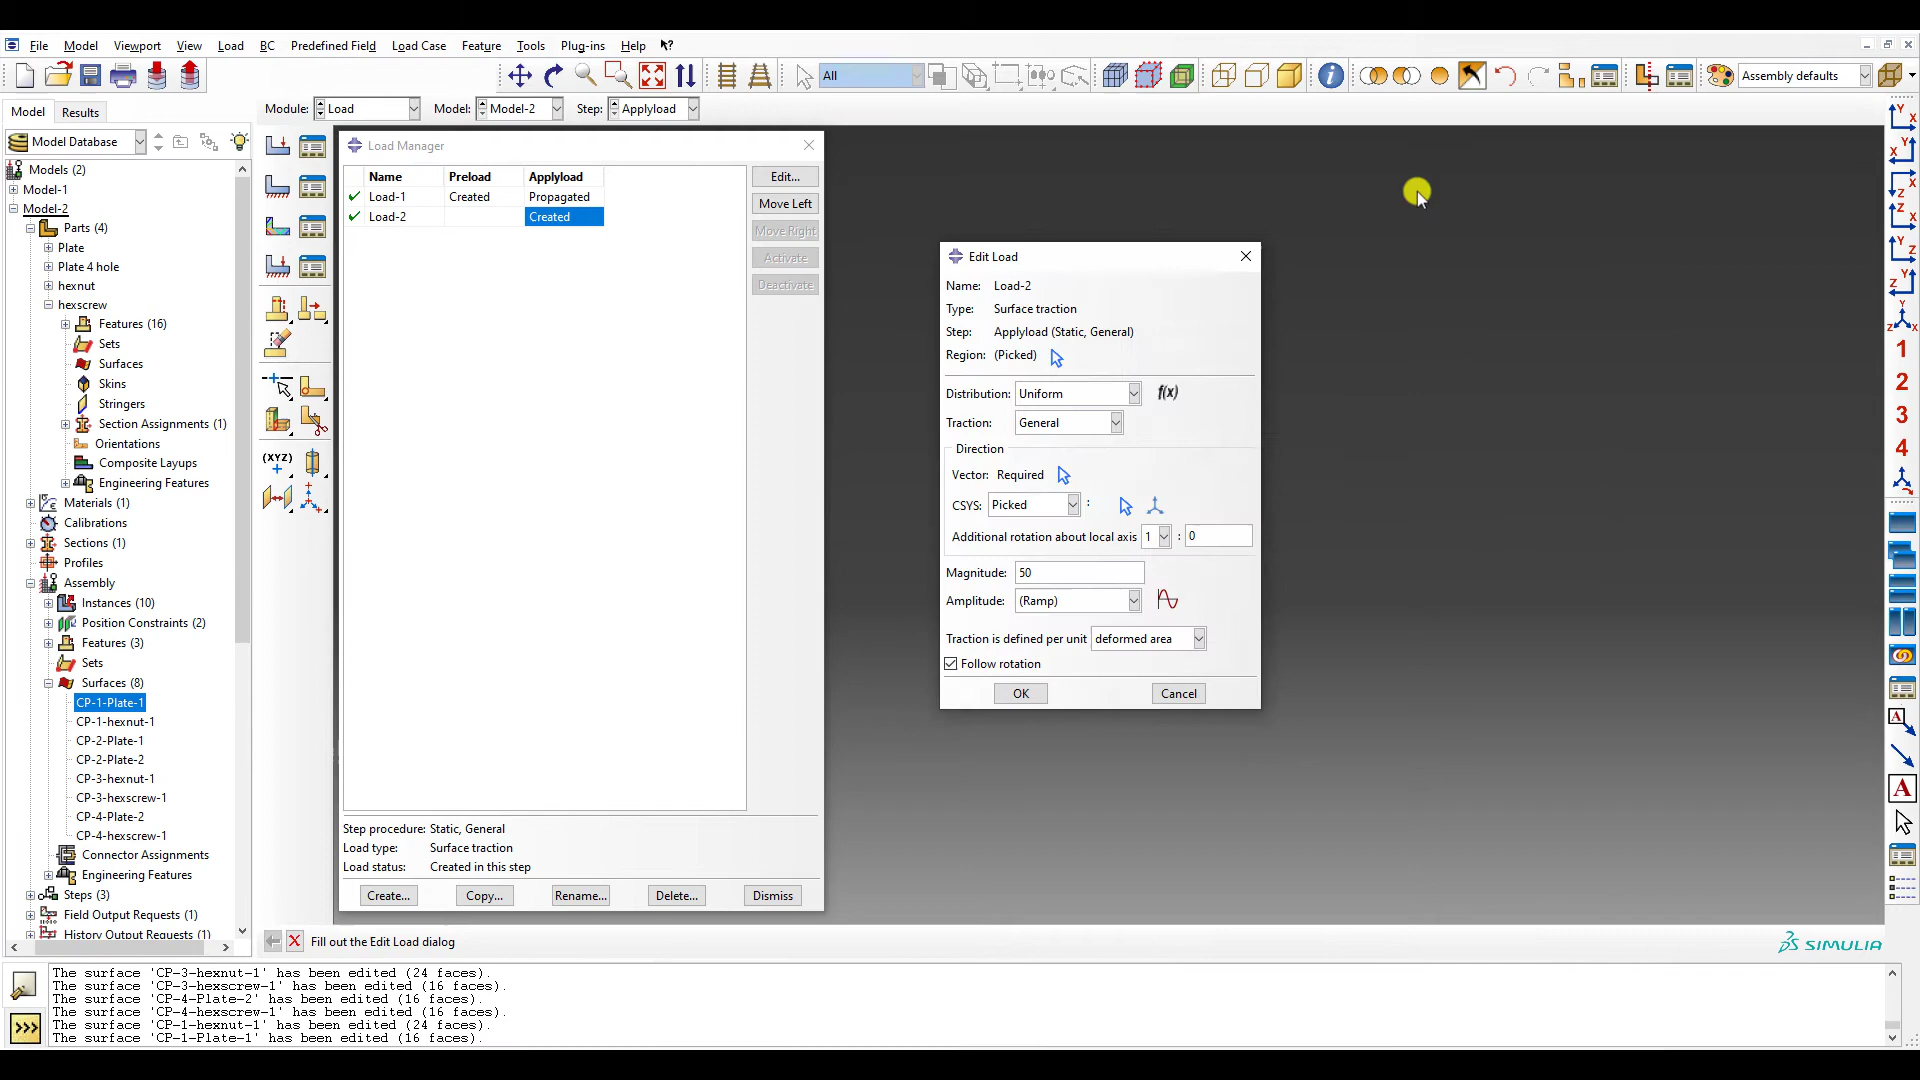 File Model Viewport View Load BC Predefined Field Load Case Feature Tools Plug-ins Help ?
All Assembly defaults
Model Results
Module: Load Model: Model-2 Step: Applyload
Model Database
Models (2)
Model-1
Model-2
Parts (4)
Plate
Plate 4 hole
hexnut
hexscrew
Features (16)
Sets
Surfaces
Skins
Stringers
Section Assignments (1)
Orientations
Composite Layups
Engineering Features
Materials (1)
Calibrations
Sections (1)
Profiles
Assembly
Instances (10)
Position Constraints (2)
Features (3)
Sets
Surfaces (8)
CP-1-Plate-1
CP-1-hexnut-1
CP-2-Plate-1
CP-2-Plate-2
CP-3-hexnut-1
CP-3-hexscrew-1
CP-4-Plate-2
CP-4-hexscrew-1
Connector Assignments
Engineering Features
Steps (3)
Field Output Requests (1)
History Output Requests (1)
(XYZ)
Load Manager
Name Preload Applyload
Load-1 Created Propagated
Load-2 Created
Edit...
Move Left
Move Right
Activate
Deactivate
Step procedure: Static, General
Load type: Surface traction
Load status: Created in this step
Create... Copy... Rename... Delete... Dismiss
Edit Load
Name: Load-2
Type: Surface traction
Step: Applyload (Static, General)
Region: (Picked)
Distribution: Uniform f(x)
Traction: General
Direction
Vector: Required
CSYS: Picked :
Additional rotation about local axis 1 : 0
Magnitude: 50
Amplitude: (Ramp)
Traction is defined per unit deformed area
Follow rotation
OK Cancel
1
2
3
4
A
A
Fill out the Edit Load dialog
SIMULIA
The surface 'CP-3-hexnut-1' has been edited (24 faces).
The surface 'CP-3-hexscrew-1' has been edited (16 faces).
The surface 'CP-4-Plate-2' has been edited (16 faces).
The surface 'CP-4-hexscrew-1' has been edited (16 faces).
The surface 'CP-1-hexnut-1' has been edited (24 faces).
The surface 'CP-1-Plate-1' has been edited (16 faces).
>>>